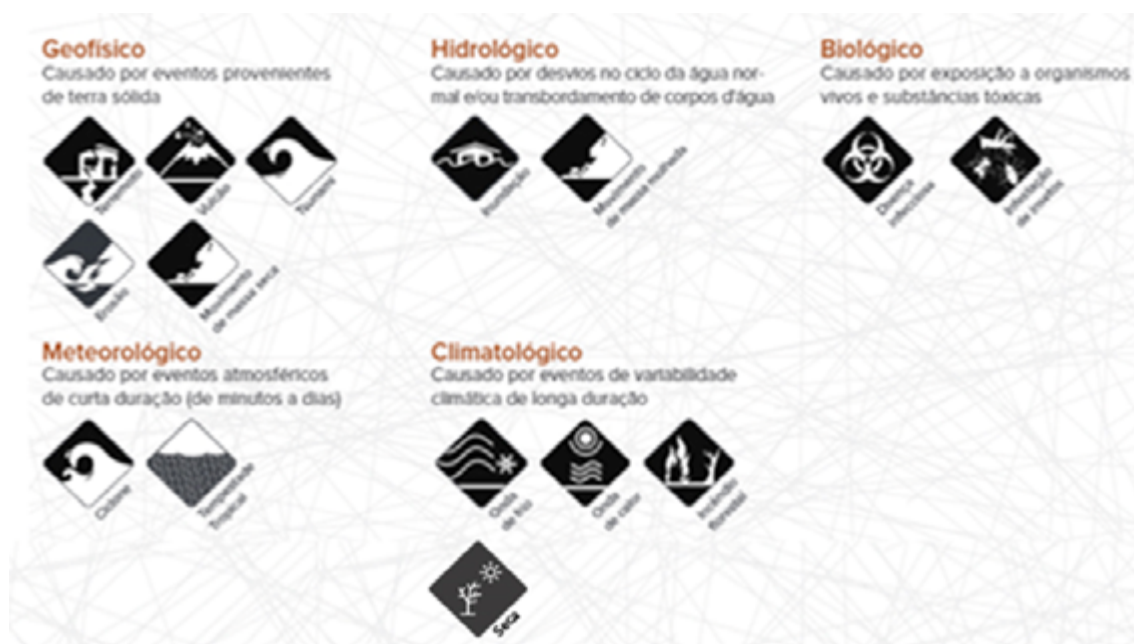 Geofísico
Causado por eventos provenientes
de terra sólida
Terremoto
Vulcão
Tsunami
Erosão
Movimento
de massa seca
Hidrológico
Causado por desvios no ciclo da água nor-
mal e/ou transbordamento de corpos d'água
Inundação
Movimento
de massa molhada
Biológico
Causado por exposição a organismos
vivos e substâncias tóxicas
Doença
infecciosa
Infestação
de insetos
Meteorológico
Causado por eventos atmosféricos
de curta duração (de minutos a dias)
Ciclone
Tempestade
Tropical
Climatológico
Causado por eventos de variabilidade
climática de longa duração
Onda
de frio
Onda
de calor
Incêndio
florestal
Seca